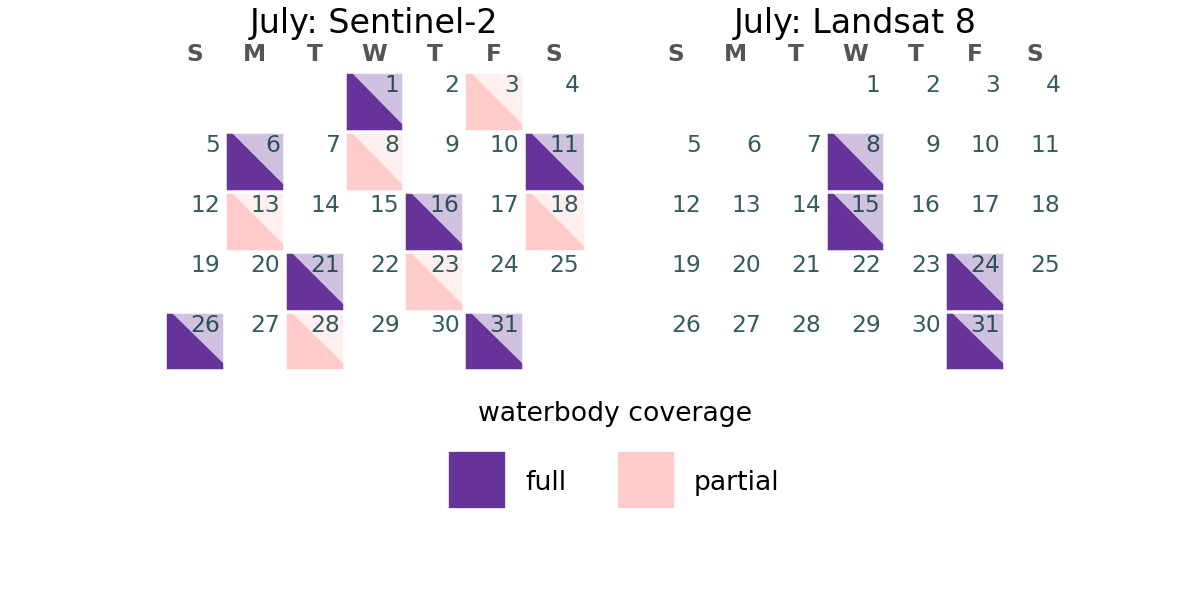 July: Sentinel-2
S M T W T F S
1 2 3 4
5 6 7 8 9 10 11
12 13 14 15 16 17 18
19 20 21 22 23 24 25
26 27 28 29 30 31
July: Landsat 8
S M T W T F S
1 2 3 4
5 6 7 8 9 10 11
12 13 14 15 16 17 18
19 20 21 22 23 24 25
26 27 28 29 30 31
waterbody coverage
full partial